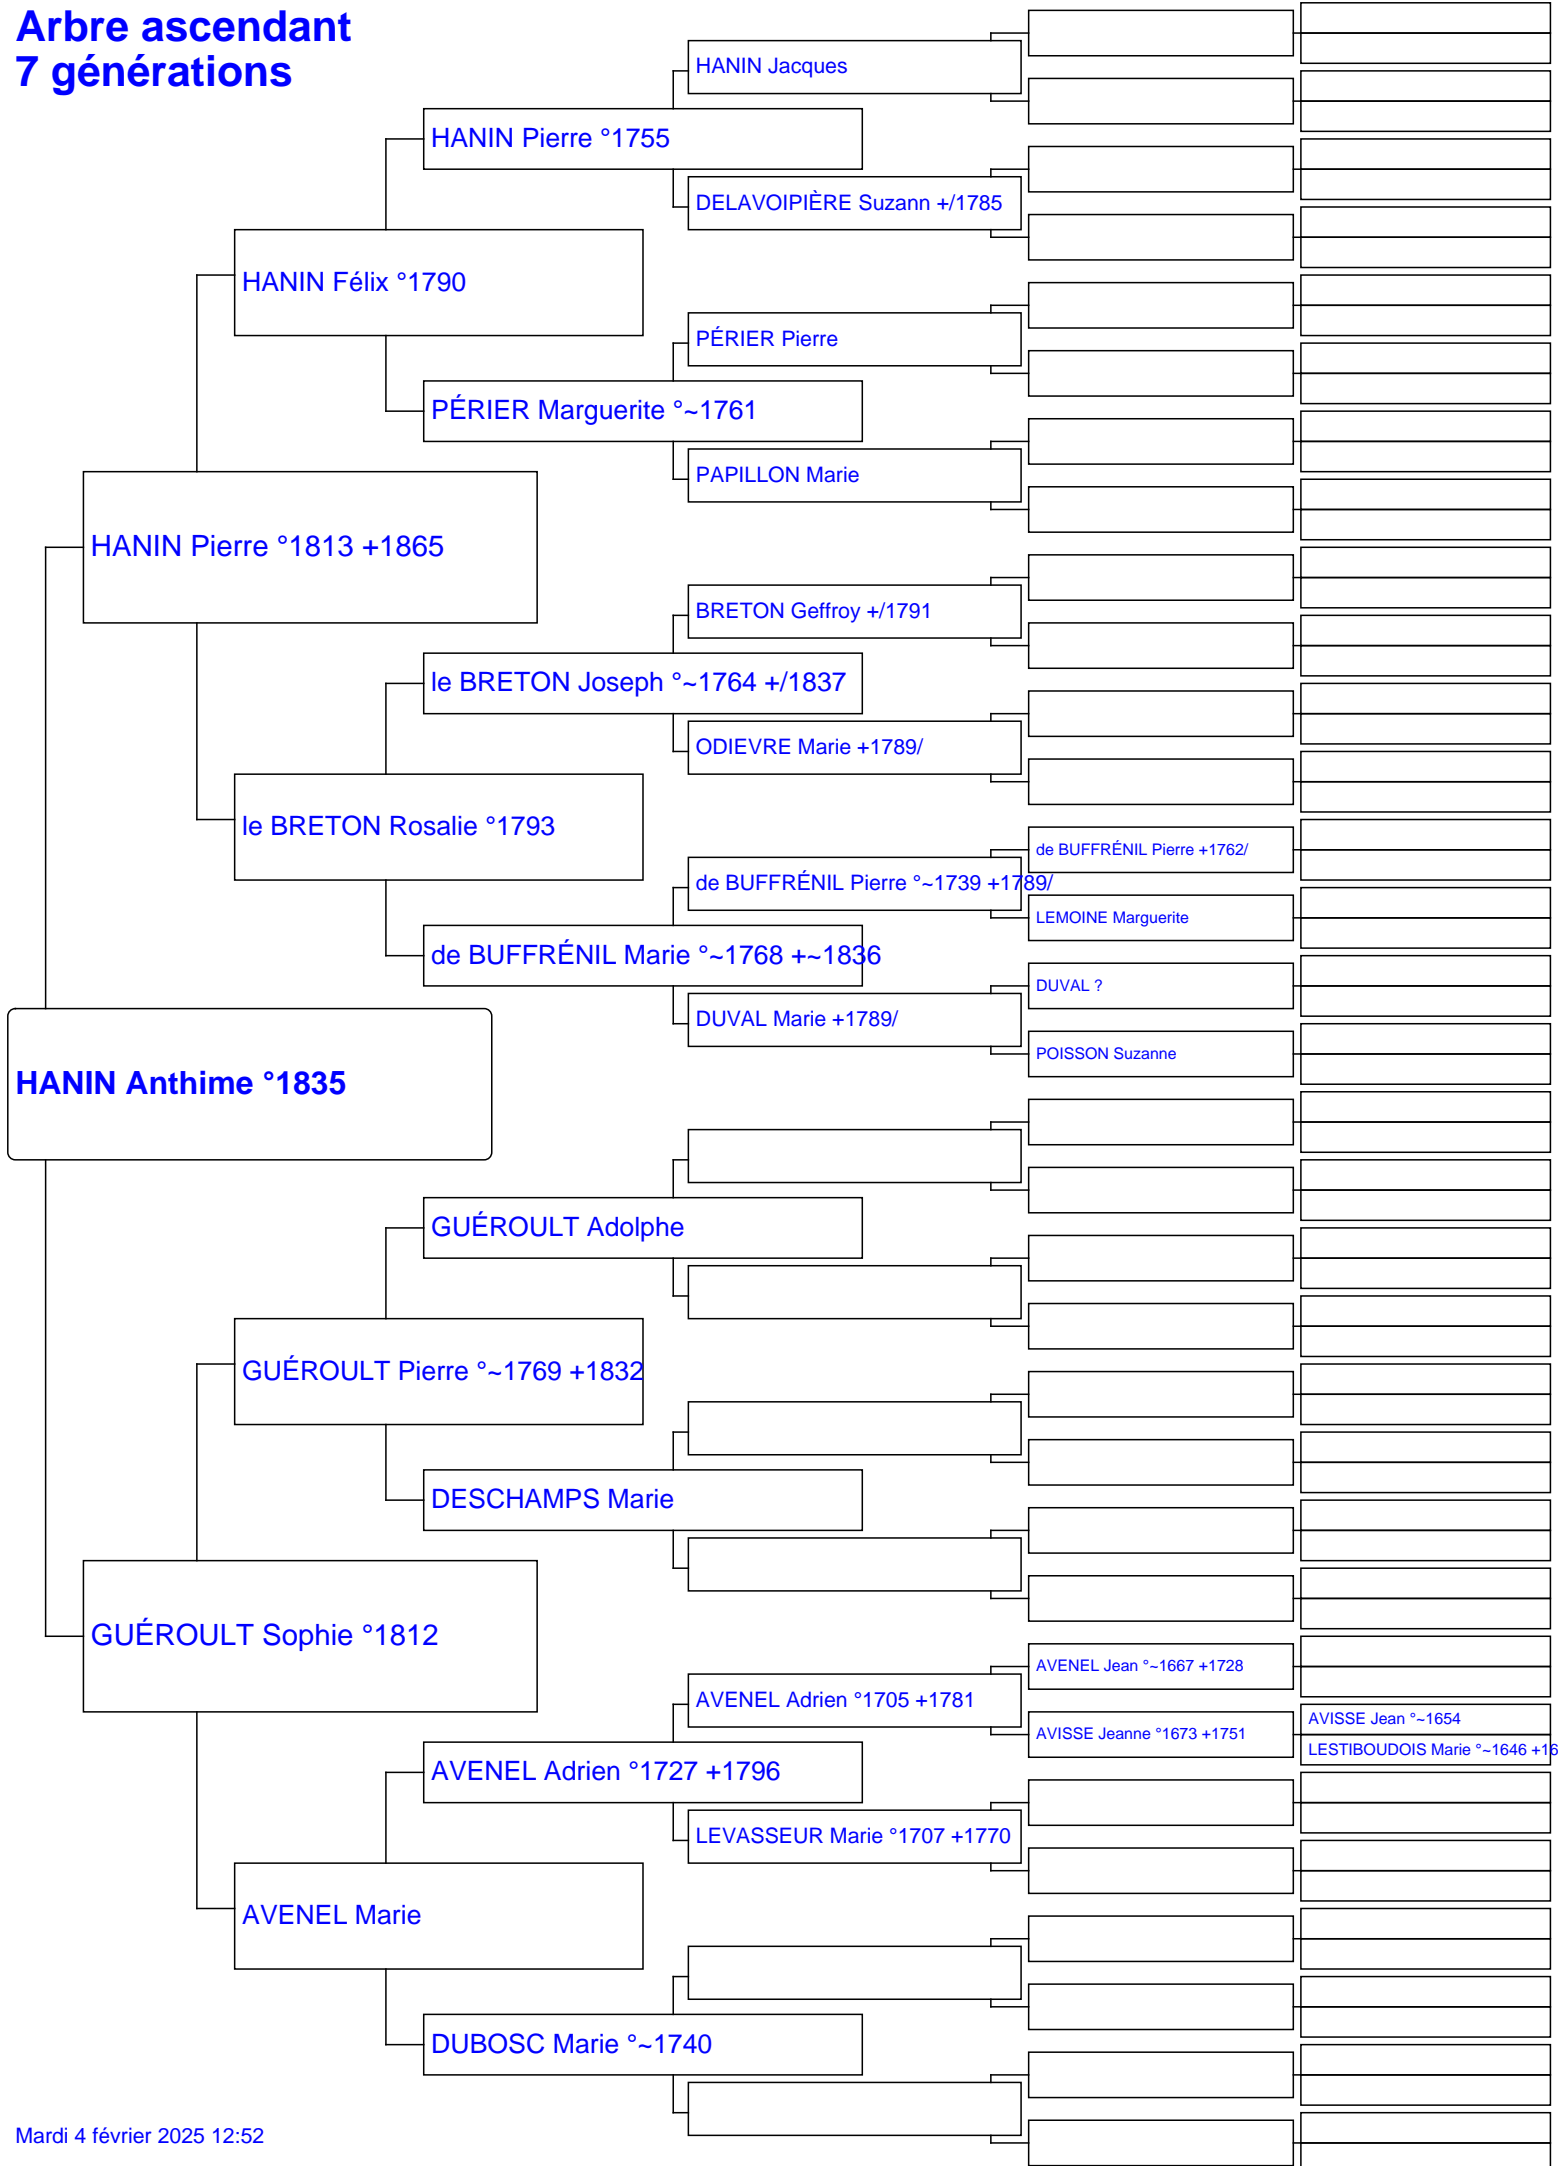 Arbre ascendant
7 générations
HANIN Jacques
HANIN Pierre °1755
DELAVOIPIÈRE Suzann +/1785
HANIN Félix °1790
PÉRIER Pierre
PÉRIER Marguerite °~1761
PAPILLON Marie
HANIN Pierre °1813 +1865
BRETON Geffroy +/1791
le BRETON Joseph °~1764 +/1837
ODIEVRE Marie +1789/
le BRETON Rosalie °1793
de BUFFRÉNIL Pierre +1762/
de BUFFRÉNIL Pierre °~1739 +1789/
LEMOINE Marguerite
de BUFFRÉNIL Marie °~1768 +~1836
DUVAL ?
DUVAL Marie +1789/
POISSON Suzanne
HANIN Anthime °1835
GUÉROULT Adolphe
GUÉROULT Pierre °~1769 +1832
DESCHAMPS Marie
GUÉROULT Sophie °1812
AVENEL Jean °~1667 +1728
AVENEL Adrien °1705 +1781
AVISSE Jean °~1654
AVISSE Jeanne °1673 +1751
LESTIBOUDOIS Marie °~1646 +16
AVENEL Adrien °1727 +1796
LEVASSEUR Marie °1707 +1770
AVENEL Marie
DUBOSC Marie °~1740
Mardi 4 février 2025 12:52